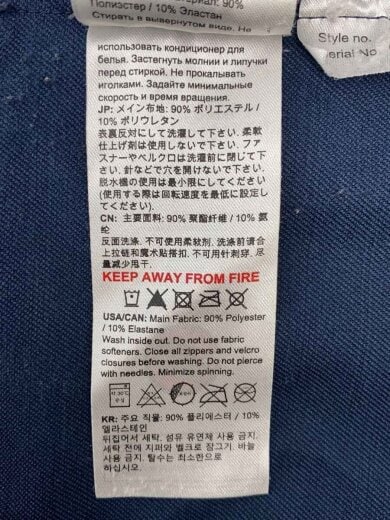 Полиэстер / 10% Эластан
Стирать в вывернутом виде. Не
использовать кондиционер для
белья. Застегнуть молнии и липучки
перед стиркой. Не прокалывать
иголками. Задайте минимальные
скорость и время вращения.
JP: メイン布地: 90% ポリエステル /
10% ポリウレタン
表裏反対にして洗濯して下さい. 柔軟
仕上げ剤は使用しないで下さい. ファ
スナーやベルクロは洗濯前に閉じて下
さい. 針などで穴を開けないで下さい.
脱水機の使用は最小限にしてください
(使用する際は回転速度を最低に設定し
てください).
CN: 主要面料: 90% 聚酯纤维 / 10% 氨
纶
反面洗涤. 不可使用柔软剂. 洗涤前请合
上拉链和魔术贴搭扣. 不可用针刺穿. 尽
量减少甩干.
KEEP AWAY FROM FIRE
USA/CAN: Main Fabric: 90% Polyester
/ 10% Elastane
Wash inside out. Do not use fabric
softeners. Close all zippers and velcro
closures before washing. Do not pierce
with needles. Minimize spinning.
KR: 주요 직물: 90% 폴리에스터 / 10%
엘라스테인
뒤집어서 세탁. 섬유 유연제 사용 금지.
세탁 전에 지퍼와 벨크로 잠그기. 바늘
사용 금지. 탈수는 최소한으로
하십시오.
Style no.
erial No